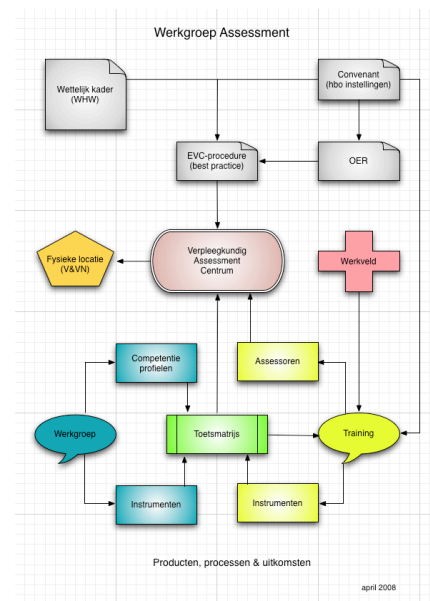 Werkgroep Assessment
Wettelijk kader
(WHW)
Convenant
(hbo instellingen)
EVC-procedure
(best practice)
OER
Fysieke locatie
(V&VN)
Verpleegkundig
Assessment
Centrum
Werkveld
Competentie
profielen
Assessoren
Werkgroep
Toetsmatrijs
Training
Instrumenten
Instrumenten
Producten, processen & uitkomsten
april 2008